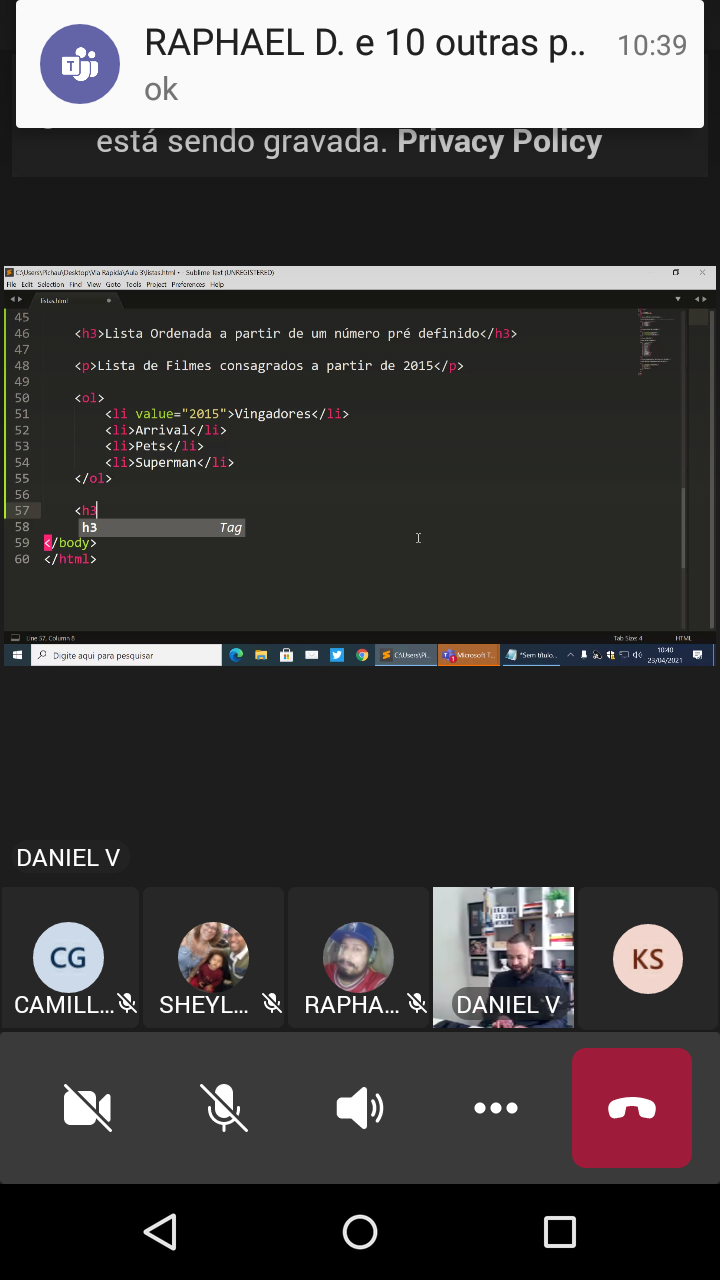 RAPHAEL D. e 10 outras p.. 10:39
ok
está sendo gravada. Privacy Policy
C:\Users\Pichau\Desktop\Via Rápida\Aula 3\listas.html • - Sublime Text (UNREGISTERED)
File Edit Selection Find View Goto Tools Project Preferences Help
listas.html
45
46 <h3>Lista Ordenada a partir de um número pré definido</h3>
47
48 <p>Lista de Filmes consagrados a partir de 2015</p>
49
50 <ol>
51 <li value="2015">Vingadores</li>
52 <li>Arrival</li>
53 <li>Pets</li>
54 <li>Superman</li>
55 </ol>
56
57 <h3
58 h3 Tag
59 </body>
60 </html>
Line 57, Column 8 Tab Size: 4 HTML
Digite aqui para pesquisar C:\Users\Pi... Microsoft T... *Sem título... 10:40
23/04/2021
DANIEL V
CG KS
CAMILL... SHEYL... RAPHA... DANIEL V